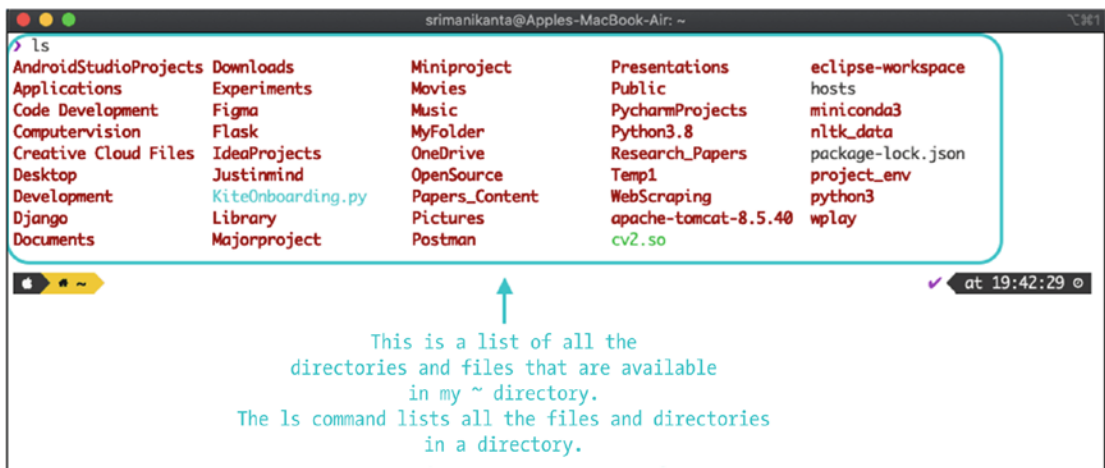 srimanikanta@Apples-MacBook-Air: ~ ⌥⌘1
❯ ls
AndroidStudioProjects Downloads Miniproject Presentations eclipse-workspace
Applications Experiments Movies Public hosts
Code Development Figma Music PycharmProjects miniconda3
Computervision Flask MyFolder Python3.8 nltk_data
Creative Cloud Files IdeaProjects OneDrive Research_Papers package-lock.json
Desktop Justinmind OpenSource Temp1 project_env
Development KiteOnboarding.py Papers_Content WebScraping python3
Django Library Pictures apache-tomcat-8.5.40 wplay
Documents Majorproject Postman cv2.so
~ ✔ at 19:42:29
This is a list of all the
directories and files that are available
in my ~ directory.
The ls command lists all the files and directories
in a directory.